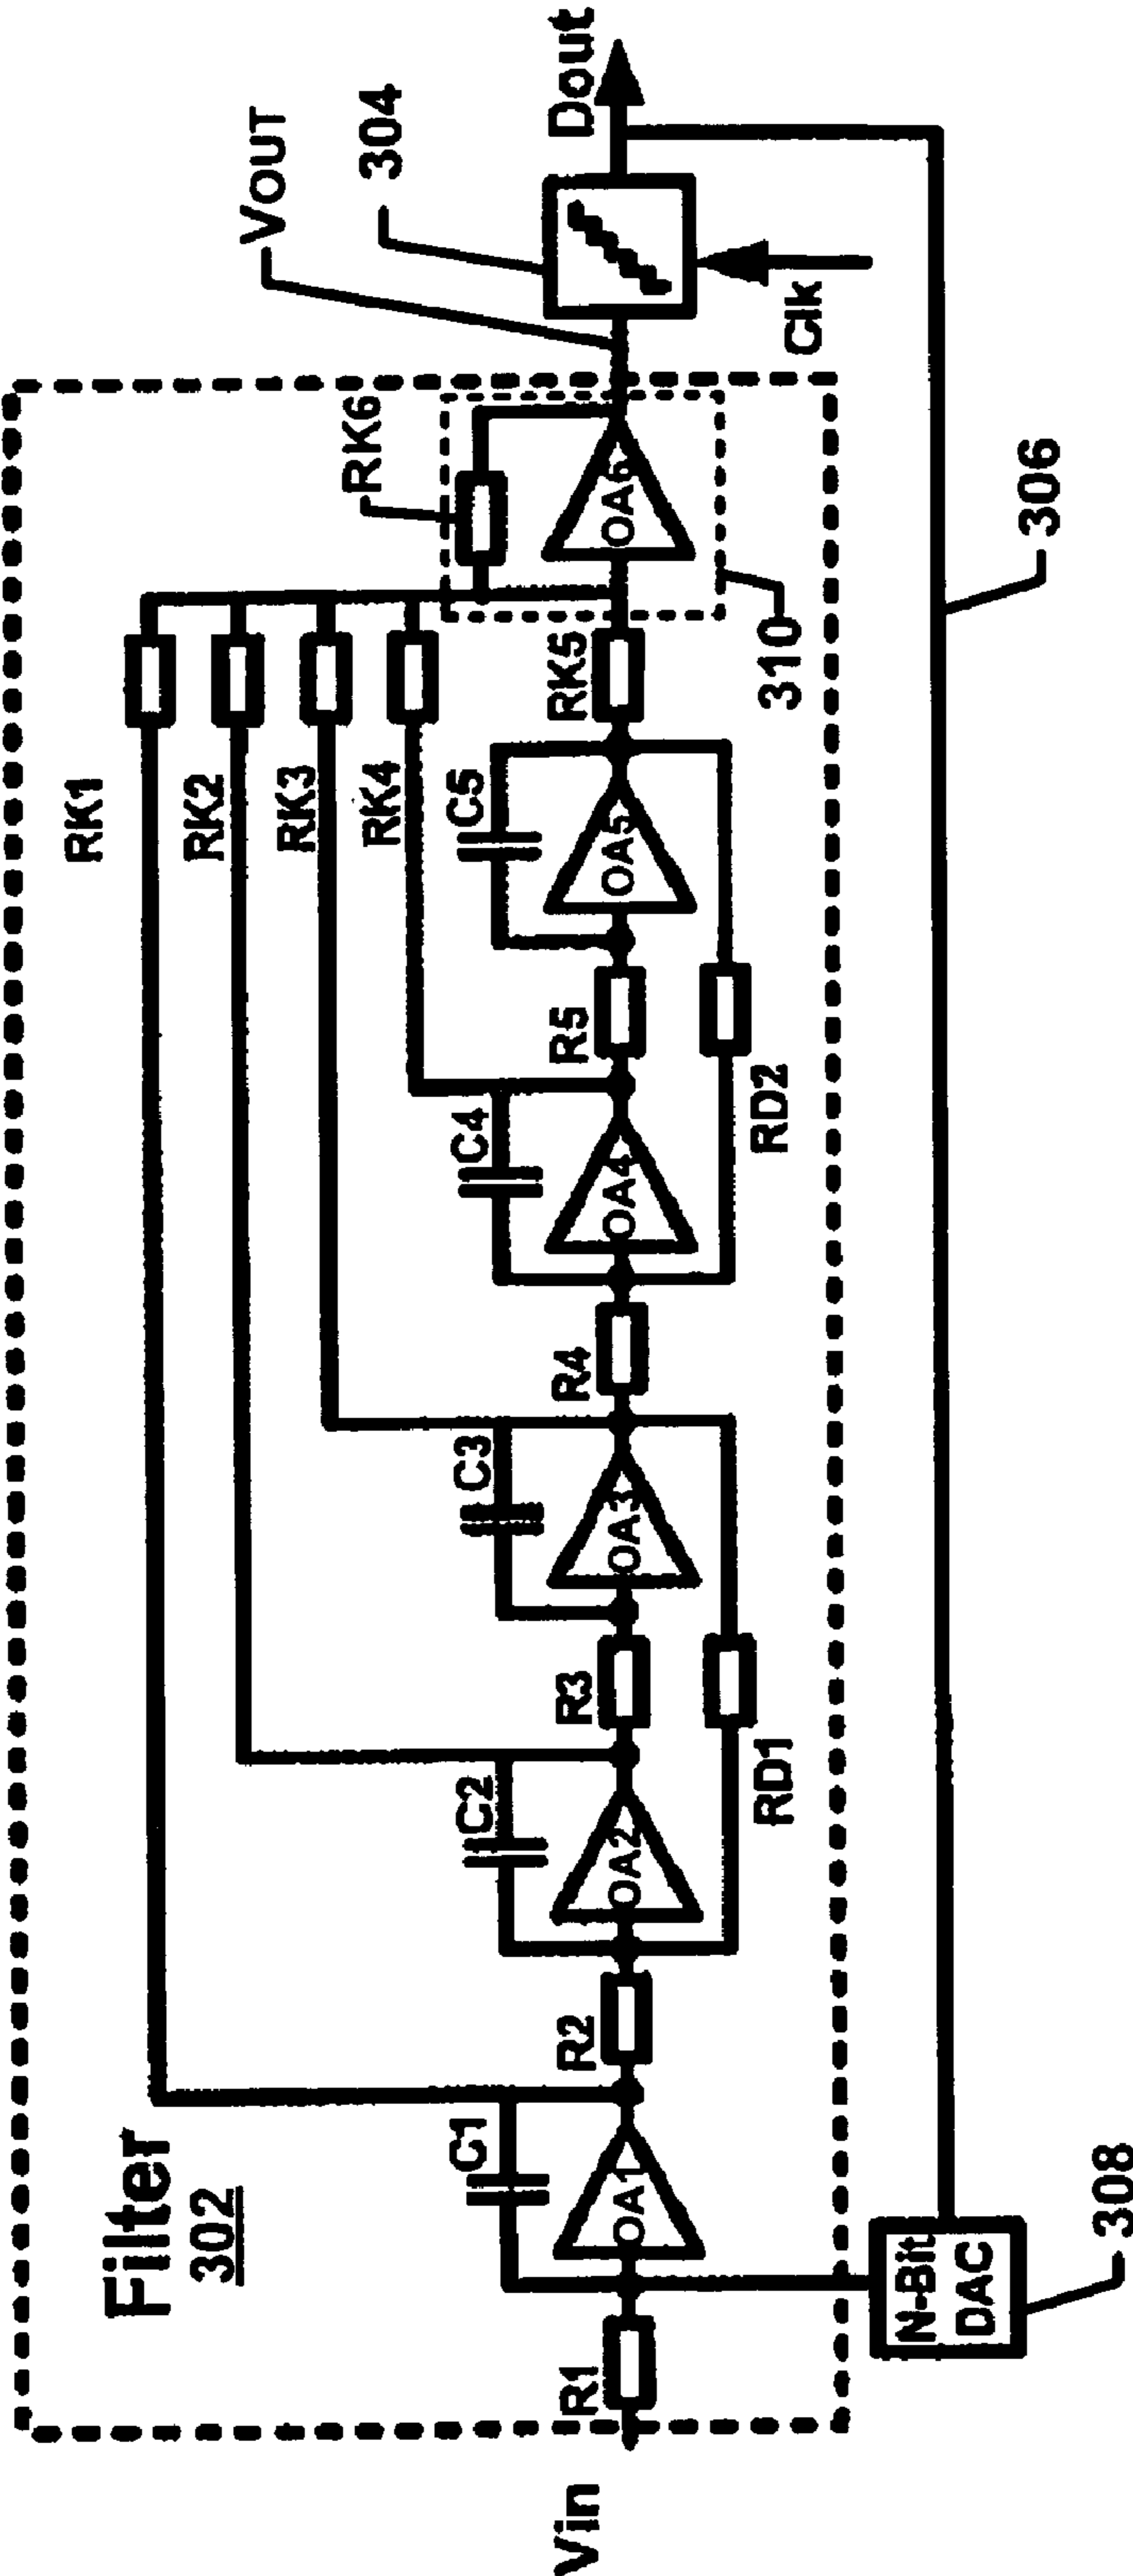 Filter
302
RK1
RK2
RK3
RK4
RK6
VOUT
304
C1
C2
C3
C4
C5
Vin
R1
OA1
R2
OA2
R3
OA3
R4
OA4
R5
OA5
RK5
OA6
Dout
RD1
RD2
310
Clk
N-Bit
DAC
308
306